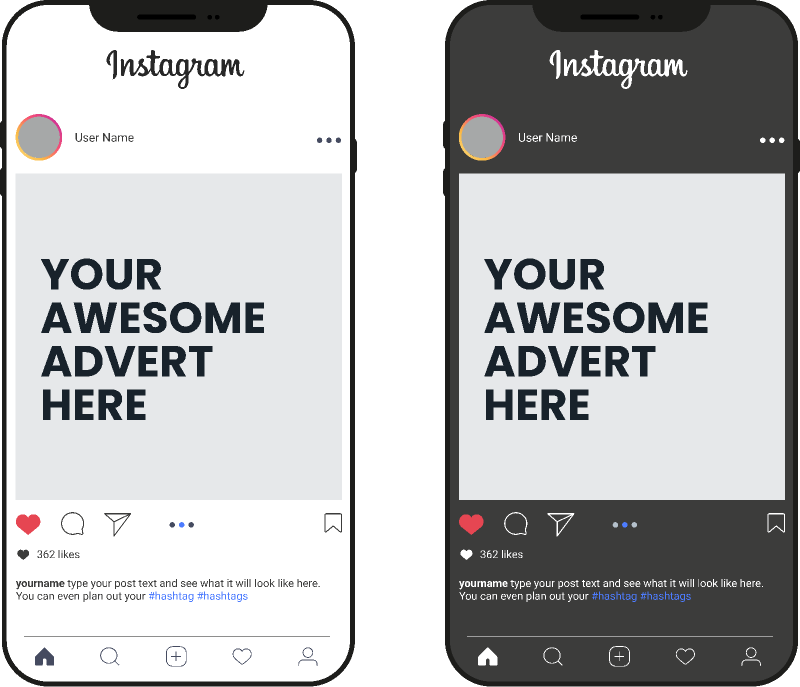 Instagram
User Name
YOUR
AWESOME
ADVERT
HERE
362 likes
yourname type your post text and see what it will look like here.
You can even plan out your #hashtag #hashtags
Instagram
User Name
YOUR
AWESOME
ADVERT
HERE
362 likes
yourname type your post text and see what it will look like here.
You can even plan out your #hashtag #hashtags